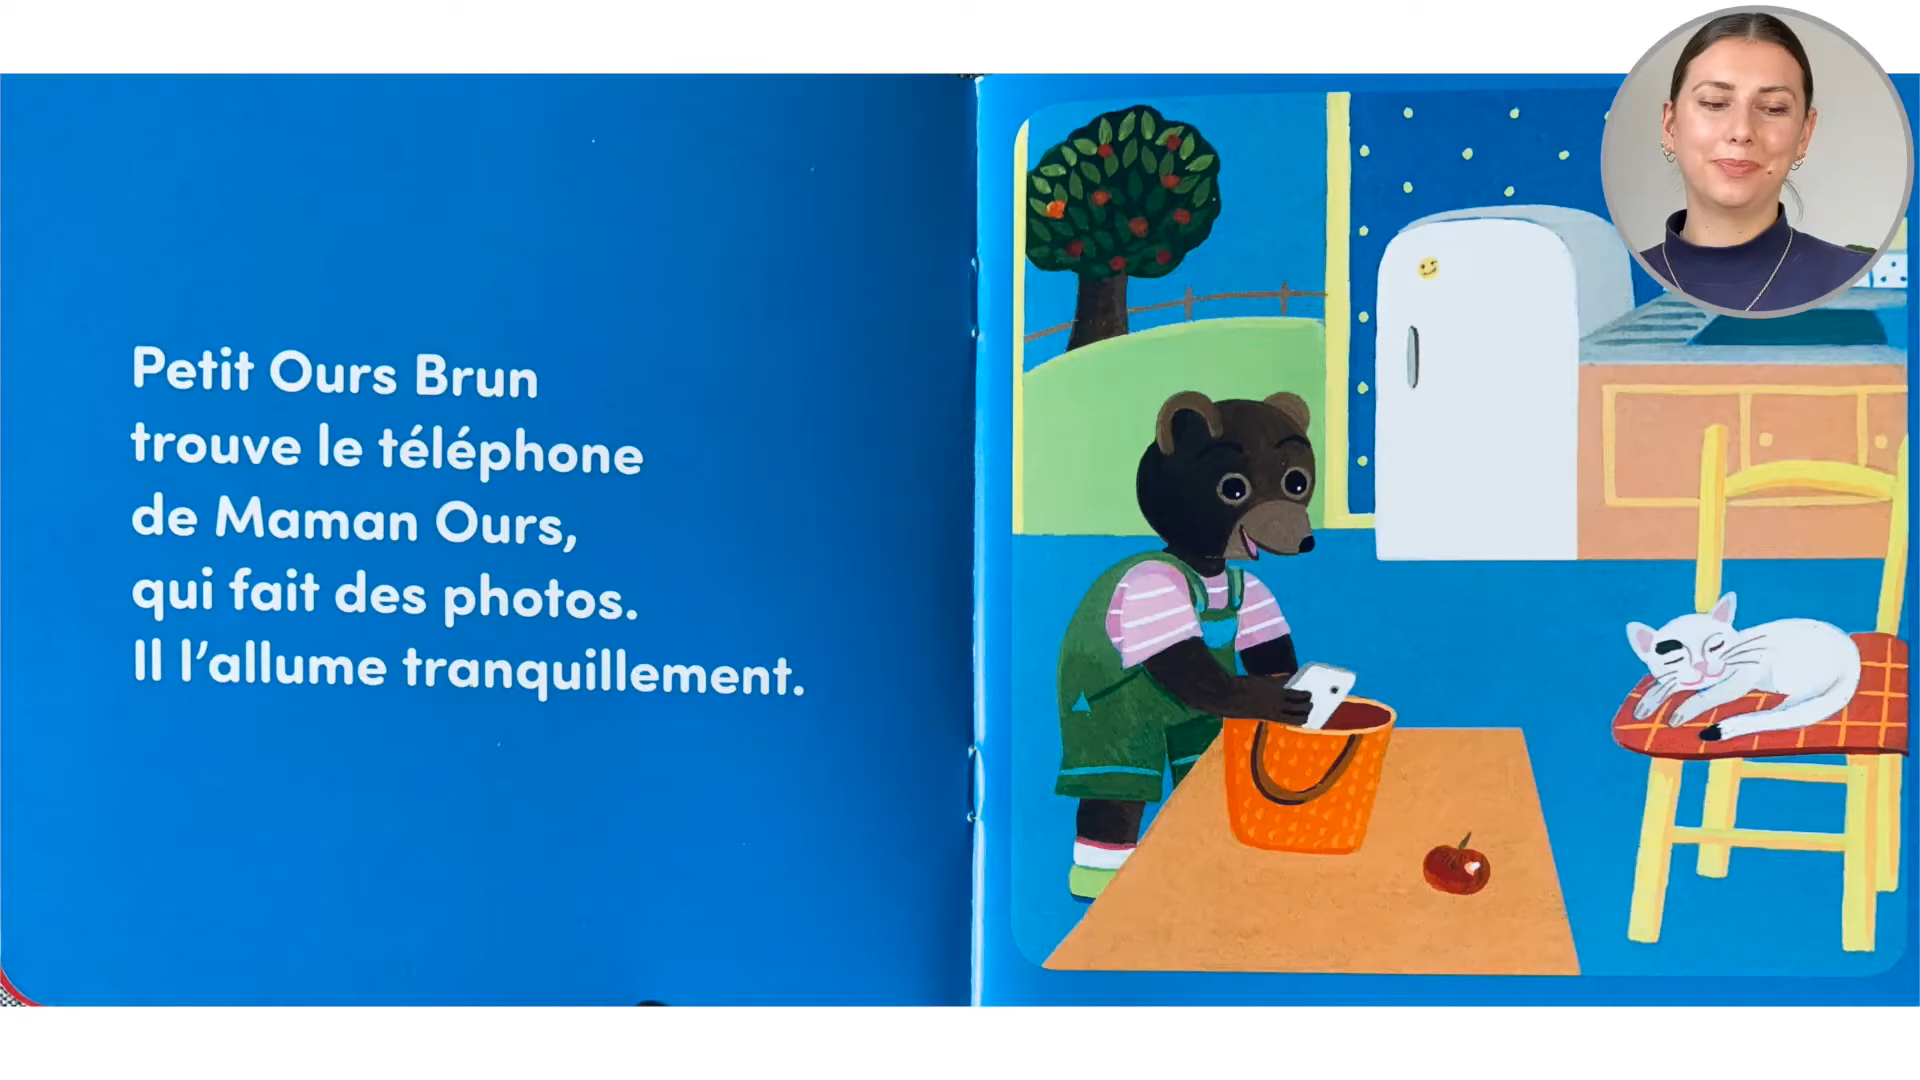 Petit Ours Brun
trouve le téléphone
de Maman Ours,
qui fait des photos.
Il l'allume tranquillement.